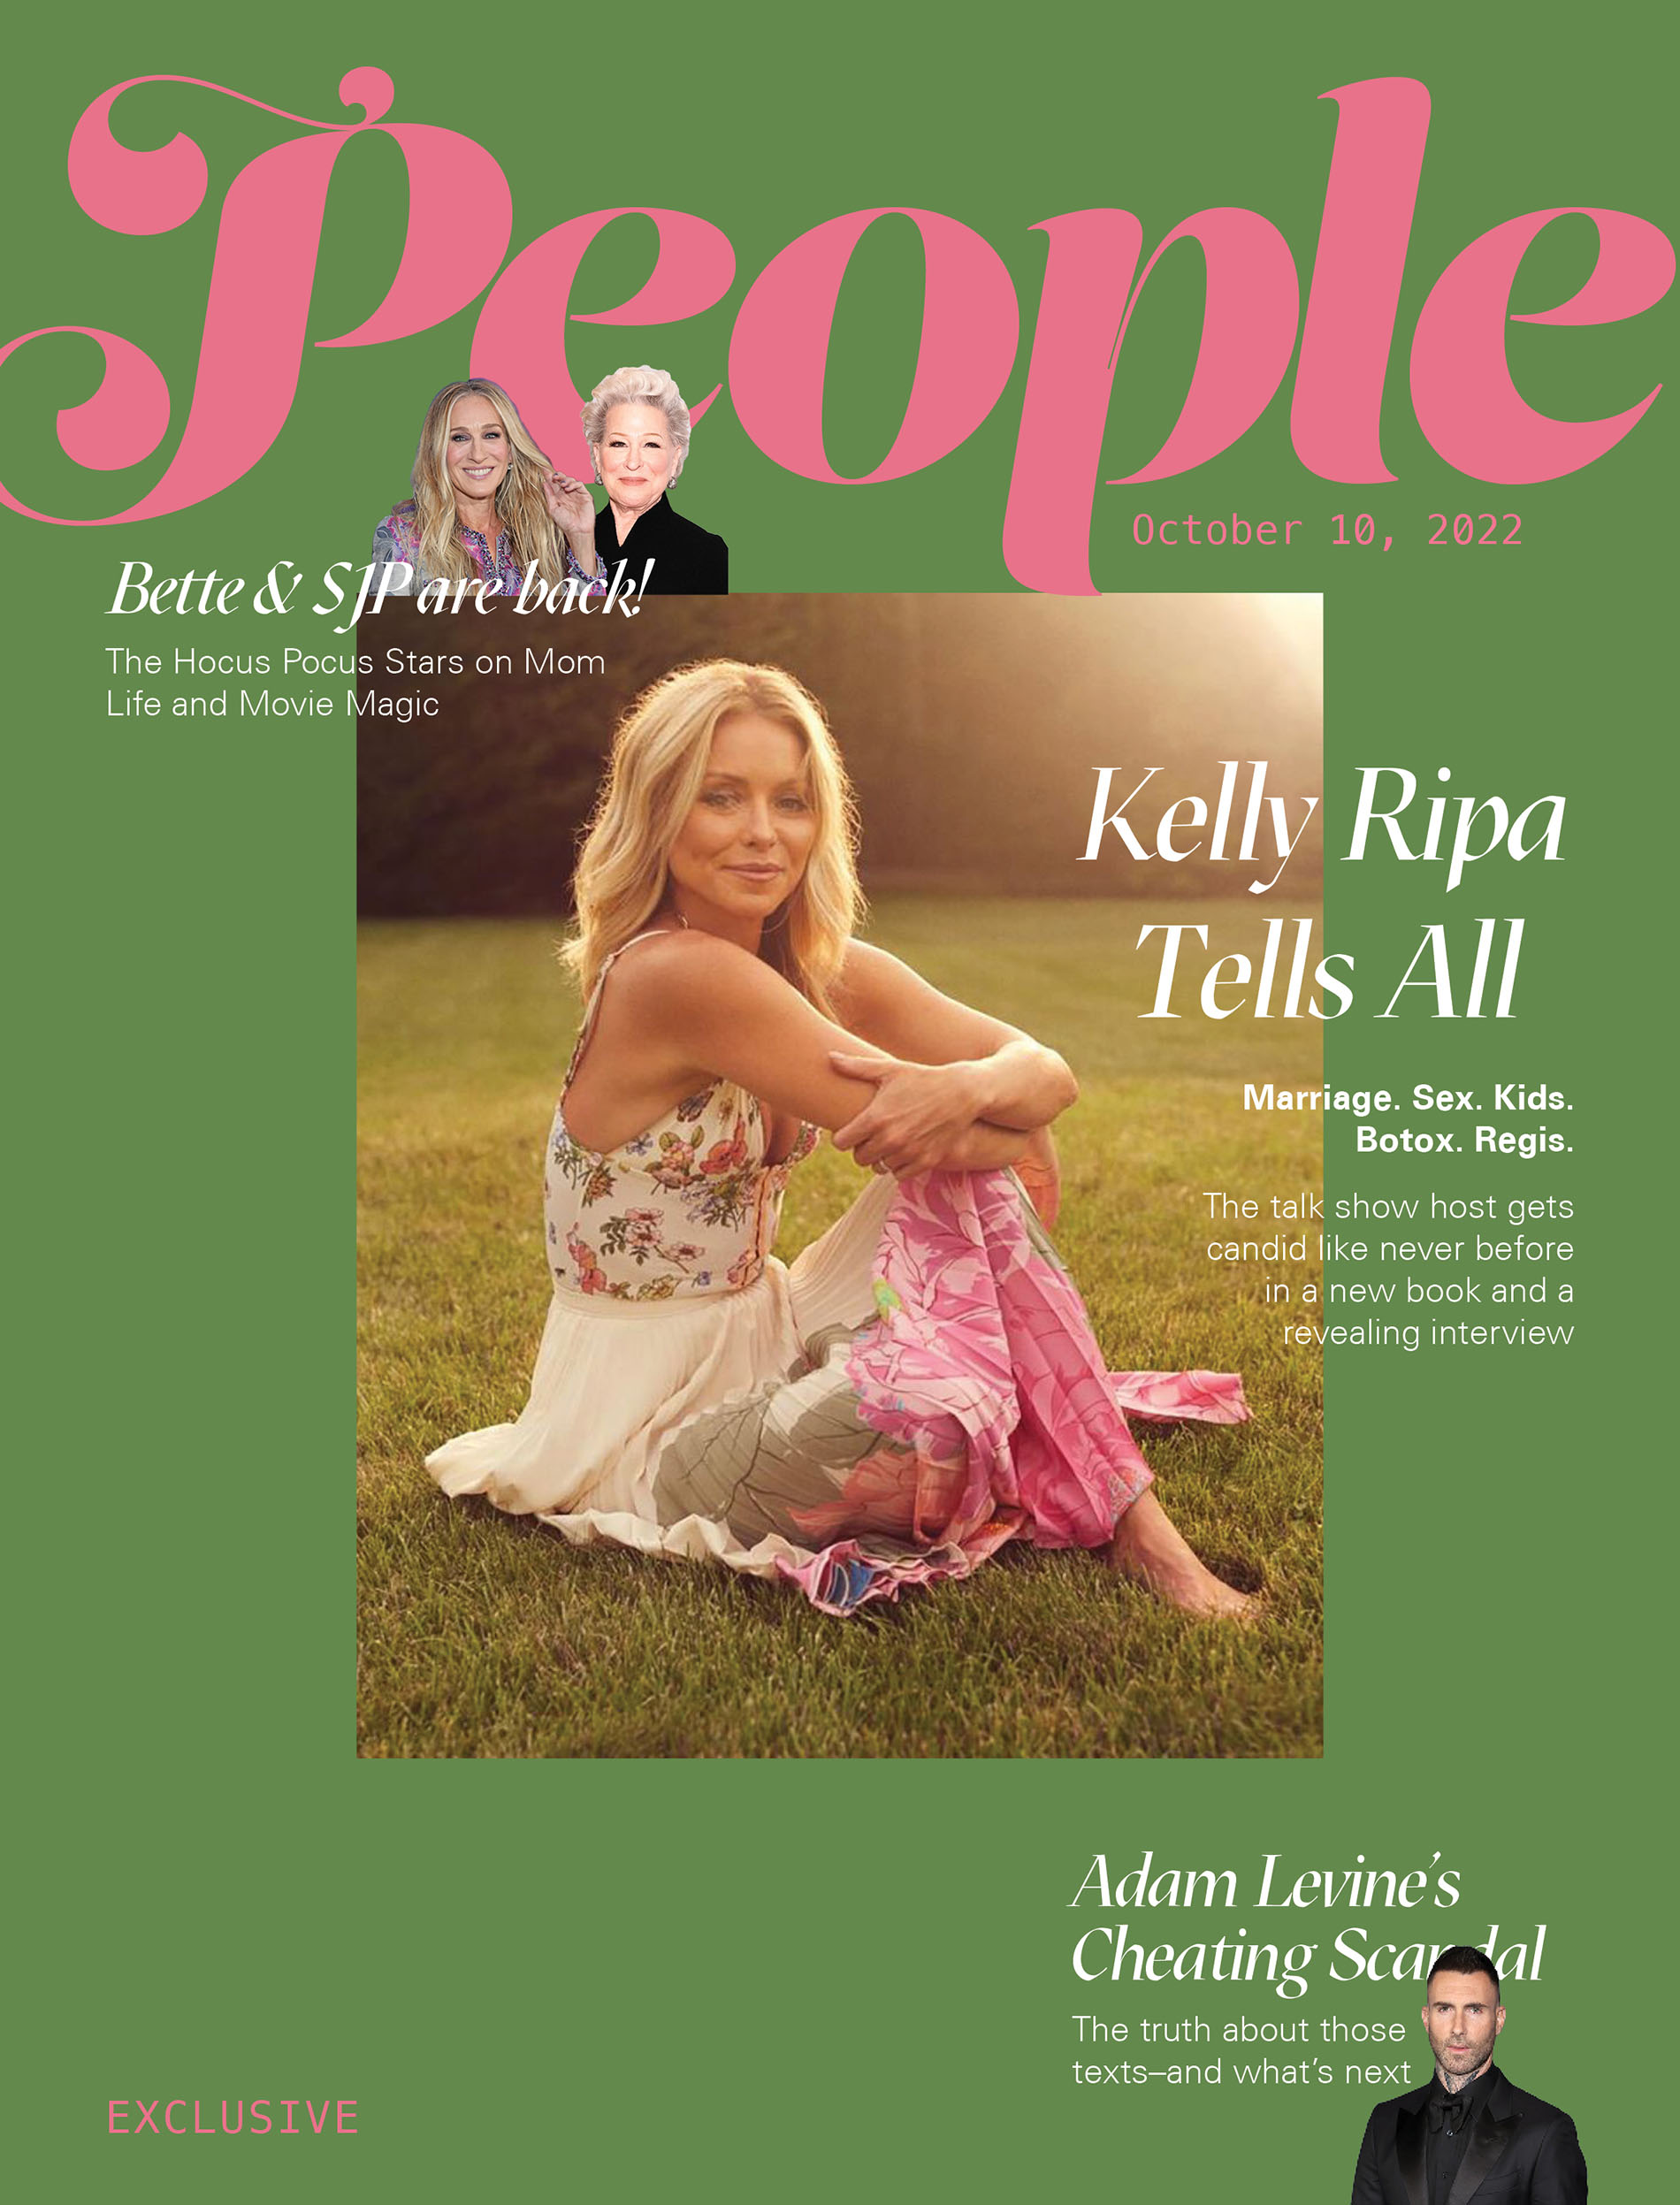 People
October 10, 2022
Bette & SJP are back!
The Hocus Pocus Stars on Mom
Life and Movie Magic
Kelly Ripa
Tells All
Marriage. Sex. Kids.
Botox. Regis.
The talk show host gets
candid like never before
in a new book and a
revealing interview
Adam Levine’s
Cheating Scandal
The truth about those
texts–and what’s next
EXCLUSIVE